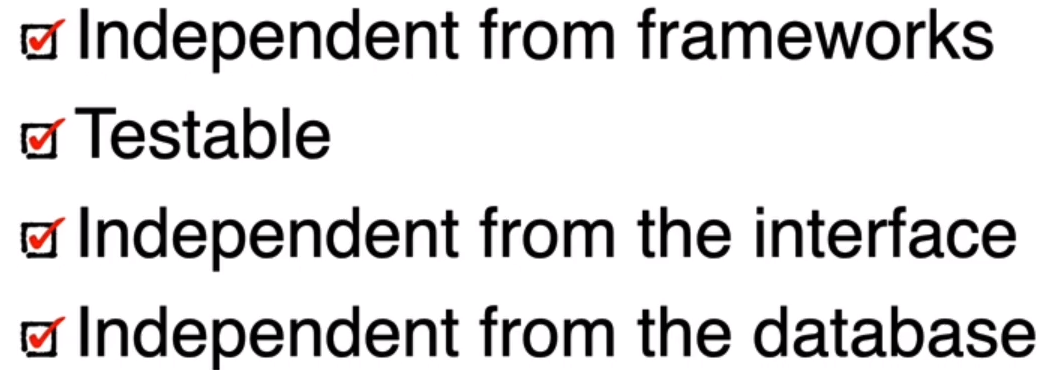 Independent from frameworks
Testable
Independent from the interface
Independent from the database